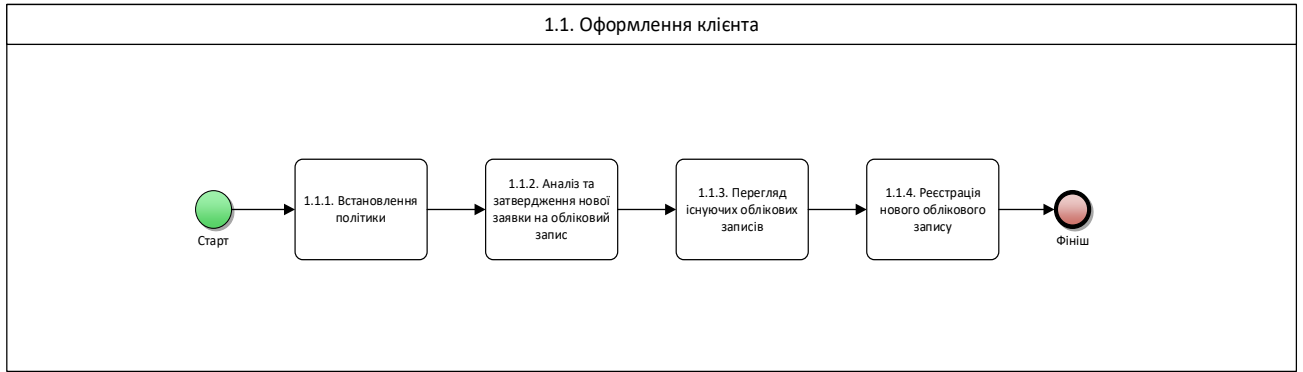 1.1. Оформлення клієнта
Старт
1.1.1. Встановлення
політики
1.1.2. Аналіз та
затвердження нової
заявки на обліковий
запис
1.1.3. Перегляд
існуючих облікових
записів
1.1.4. Реєстрація
нового облікового
запису
Фініш